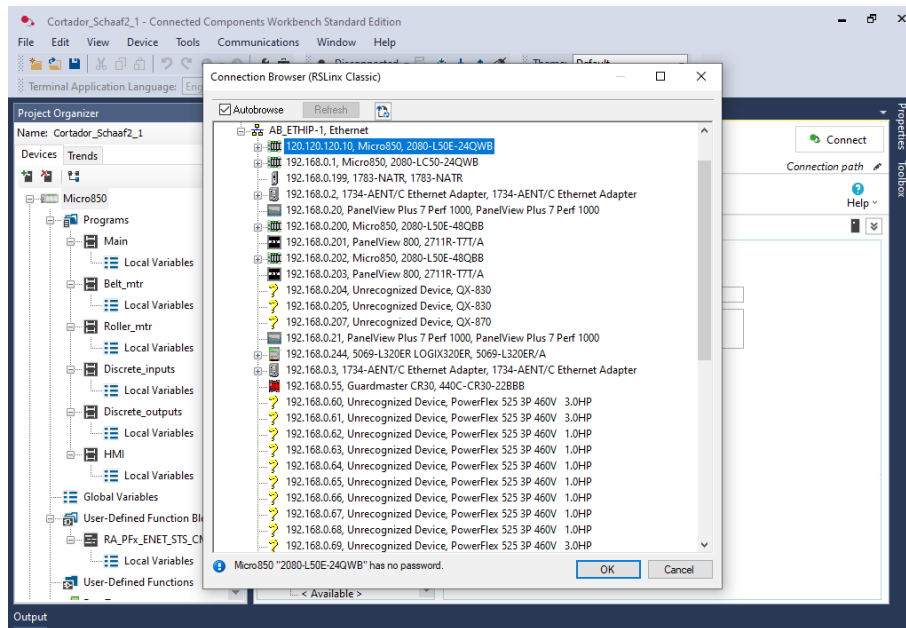 Cortador_Schaaf2_1 - Connected Components Workbench Standard Edition
File Edit View Device Tools Communications Window Help
Disconnected Theme: Default
Terminal Application Language: Eng
Project Organizer
Name: Cortador_Schaaf2_1
Devices Trends
Micro850
Programs
Main
Local Variables
Belt_mtr
Local Variables
Roller_mtr
Local Variables
Discrete_inputs
Local Variables
Discrete_outputs
Local Variables
HMI
Local Variables
Global Variables
User-Defined Function Bl
RA_PFx_ENET_STS_CM
Local Variables
User-Defined Functions
Connection Browser (RSLinx Classic)
Autobrowse Refresh
AB_ETHIP-1, Ethernet
120.120.120.10, Micro850, 2080-L50E-24QWB
192.168.0.1, Micro850, 2080-LC50-24QWB
192.168.0.199, 1783-NATR, 1783-NATR
192.168.0.2, 1734-AENT/C Ethernet Adapter, 1734-AENT/C Ethernet Adapter
192.168.0.20, PanelView Plus 7 Perf 1000, PanelView Plus 7 Perf 1000
192.168.0.200, Micro850, 2080-L50E-48QBB
192.168.0.201, PanelView 800, 2711R-T7T/A
192.168.0.202, Micro850, 2080-L50E-48QBB
192.168.0.203, PanelView 800, 2711R-T7T/A
192.168.0.204, Unrecognized Device, QX-830
192.168.0.205, Unrecognized Device, QX-830
192.168.0.207, Unrecognized Device, QX-870
192.168.0.21, PanelView Plus 7 Perf 1000, PanelView Plus 7 Perf 1000
192.168.0.244, 5069-L320ER LOGIX320ER, 5069-L320ER/A
192.168.0.3, 1734-AENT/C Ethernet Adapter, 1734-AENT/C Ethernet Adapter
192.168.0.55, Guardmaster CR30, 440C-CR30-22BBB
192.168.0.60, Unrecognized Device, PowerFlex 525 3P 460V 3.0HP
192.168.0.61, Unrecognized Device, PowerFlex 525 3P 460V 3.0HP
192.168.0.62, Unrecognized Device, PowerFlex 525 3P 460V 1.0HP
192.168.0.63, Unrecognized Device, PowerFlex 525 3P 460V 1.0HP
192.168.0.64, Unrecognized Device, PowerFlex 525 3P 460V 1.0HP
192.168.0.65, Unrecognized Device, PowerFlex 525 3P 460V 1.0HP
192.168.0.66, Unrecognized Device, PowerFlex 525 3P 460V 1.0HP
192.168.0.67, Unrecognized Device, PowerFlex 525 3P 460V 1.0HP
192.168.0.68, Unrecognized Device, PowerFlex 525 3P 460V 1.0HP
192.168.0.69, Unrecognized Device, PowerFlex 525 3P 460V 3.0HP
Micro850 "2080-L50E-24QWB" has no password.
OK Cancel
< Available >
Connect
Connection path
Help
Properties
Toolbox
Output